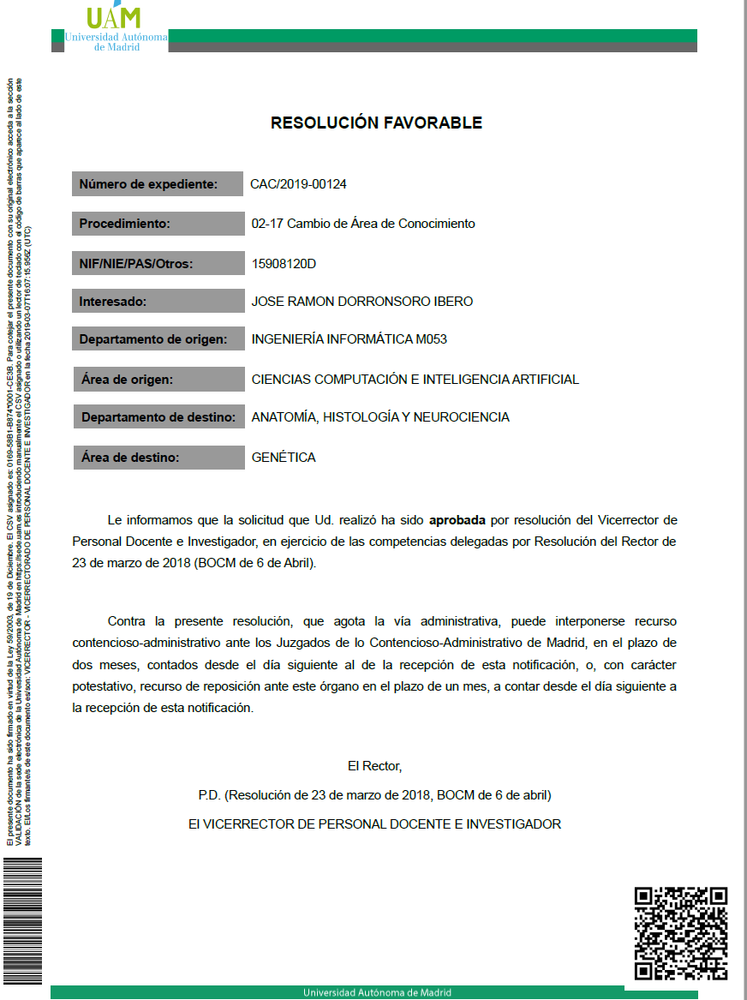 UAM
Universidad Autónoma
de Madrid
RESOLUCIÓN FAVORABLE
Número de expediente: CAC/2019-00124
Procedimiento: 02-17 Cambio de Área de Conocimiento
NIF/NIE/PAS/Otros: 15908120D
Interesado: JOSE RAMON DORRONSORO IBERO
Departamento de origen: INGENIERÍA INFORMÁTICA M053
Área de origen: CIENCIAS COMPUTACIÓN E INTELIGENCIA ARTIFICIAL
Departamento de destino: ANATOMÍA, HISTOLOGÍA Y NEUROCIENCIA
Área de destino: GENÉTICA
Le informamos que la solicitud que Ud. realizó ha sido aprobada por resolución del Vicerrector de
Personal Docente e Investigador, en ejercicio de las competencias delegadas por Resolución del Rector de
23 de marzo de 2018 (BOCM de 6 de Abril).
Contra la presente resolución, que agota la vía administrativa, puede interponerse recurso
contencioso-administrativo ante los Juzgados de lo Contencioso-Administrativo de Madrid, en el plazo de
dos meses, contados desde el día siguiente al de la recepción de esta notificación, o, con carácter
potestativo, recurso de reposición ante este órgano en el plazo de un mes, a contar desde el día siguiente a
la recepción de esta notificación.
El Rector,
P.D. (Resolución de 23 de marzo de 2018, BOCM de 6 de abril)
El VICERRECTOR DE PERSONAL DOCENTE E INVESTIGADOR
El presente documento ha sido firmado en virtud de la Ley 59/2003, de 19 de Diciembre. El CSV asignado es: 0169-58B1-B874*0001-CE3B. Para cotejar el presente documento con su original electrónico acceda a la sección
VALIDACIÓN de la sede electrónica de la Universidad Autónoma de Madrid en https://sede.uam.es introduciendo manualmente el CSV asignado o utilizando un lector de teclado con el código de barras que aparece al lado de este
texto. El/Los firmante/s de este documento es/son: VICERRECTOR - VICERRECTORADO DE PERSONAL DOCENTE E INVESTIGADOR en la fecha 2019-03-07T16:07:15.956Z (UTC)
Universidad Autónoma de Madrid